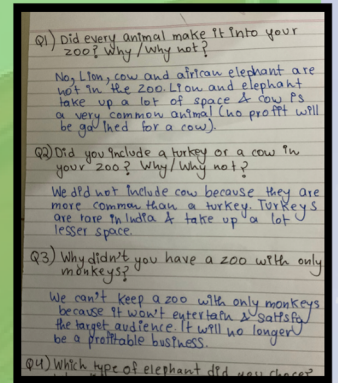 Q1) Did every animal make it into your
zoo? Why/Why not?
No, Lion, cow and african elephant are
not in the zoo. Lion and elephant
take up a lot of space & cow is
a very common animal (no profit will
be gained for a cow).
Q2) Did you include a turkey or a cow in
your zoo? Why/Why not?
We did not include cow because they are
more common than a turkey. Turkeys
are rare in India & take up a lot
lesser space.
Q3) Why didn't you have a zoo with only
monkeys?
We can't keep a zoo with only monkeys
because it won't entertain & satisfy
the target audience. It will no longer
be a profitable business.
Q4) Which type of elephant did you